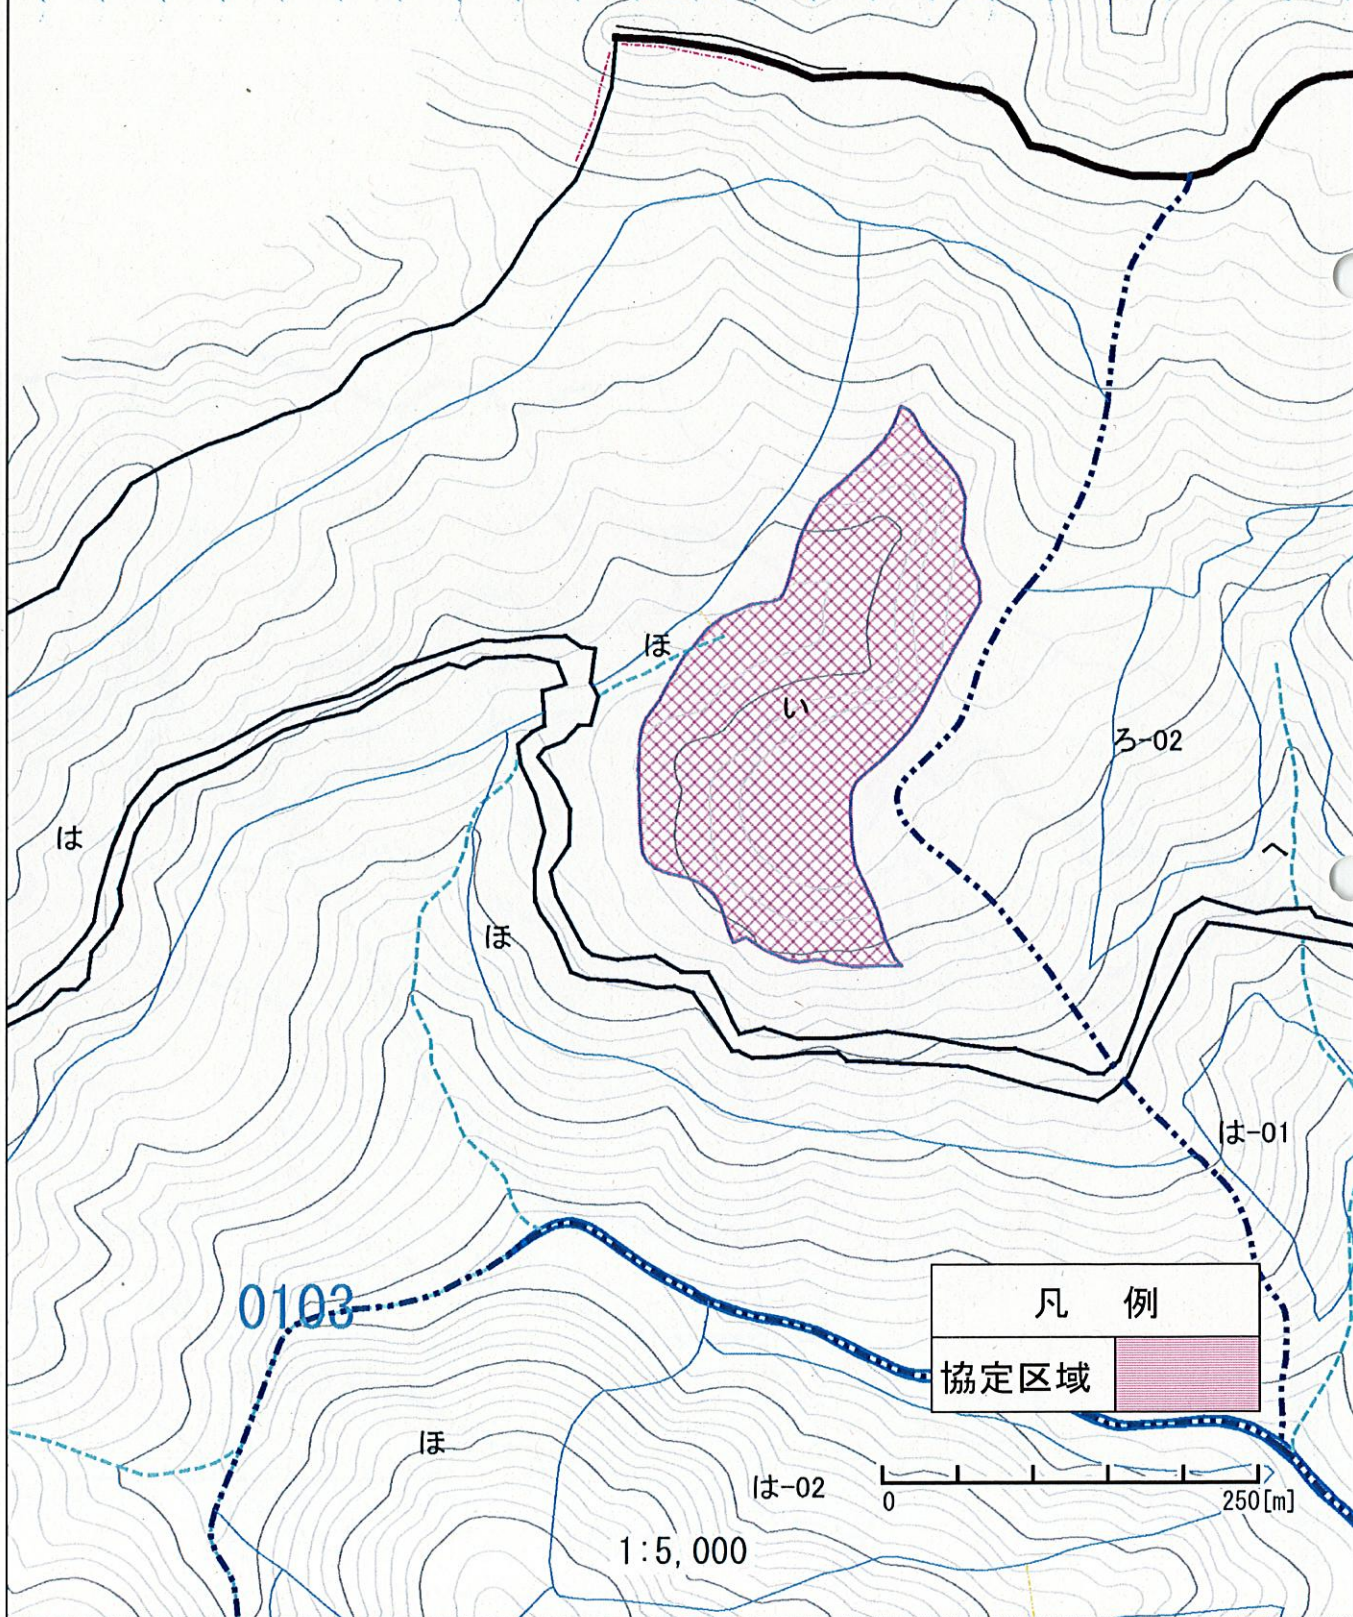 ほ
い
ろ-02
は
へ
ほ
は-01
0103
凡 例
協定区域
ほ
は-02
0 250[m]
1:5,000